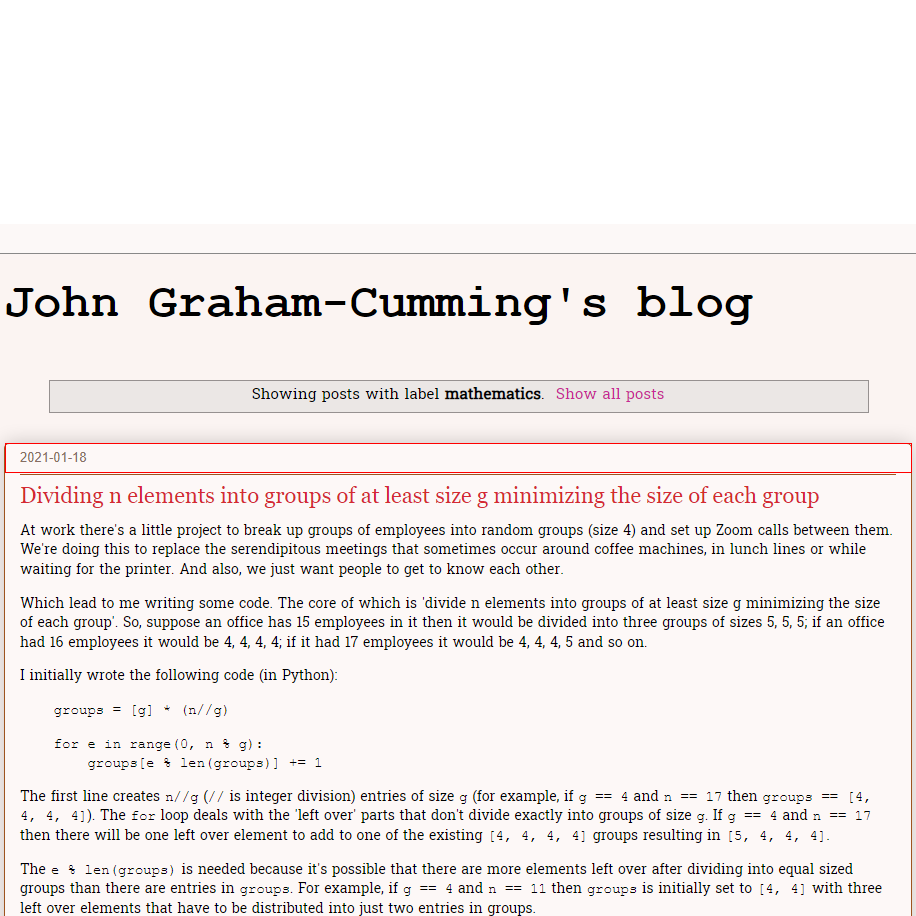 John Graham-Cumming's blog
Showing posts with label mathematics. Show all posts
2021-01-18
Dividing n elements into groups of at least size g minimizing the size of each group
At work there's a little project to break up groups of employees into random groups (size 4) and set up Zoom calls between them.
We're doing this to replace the serendipitous meetings that sometimes occur around coffee machines, in lunch lines or while
waiting for the printer. And also, we just want people to get to know each other.
Which lead to me writing some code. The core of which is 'divide n elements into groups of at least size g minimizing the size
of each group'. So, suppose an office has 15 employees in it then it would be divided into three groups of sizes 5, 5, 5; if an office
had 16 employees it would be 4, 4, 4, 4; if it had 17 employees it would be 4, 4, 4, 5 and so on.
I initially wrote the following code (in Python):
groups = [g] * (n//g)
for e in range(0, n % g):
groups[e % len(groups)] += 1
The first line creates n//g (// is integer division) entries of size g (for example, if g == 4 and n == 17 then groups == [4,
4, 4, 4]). The for loop deals with the 'left over' parts that don't divide exactly into groups of size g. If g == 4 and n == 17
then there will be one left over element to add to one of the existing [4, 4, 4, 4] groups resulting in [5, 4, 4, 4].
The e % len(groups) is needed because it's possible that there are more elements left over after dividing into equal sized
groups than there are entries in groups. For example, if g == 4 and n == 11 then groups is initially set to [4, 4] with three
left over elements that have to be distributed into just two entries in groups.